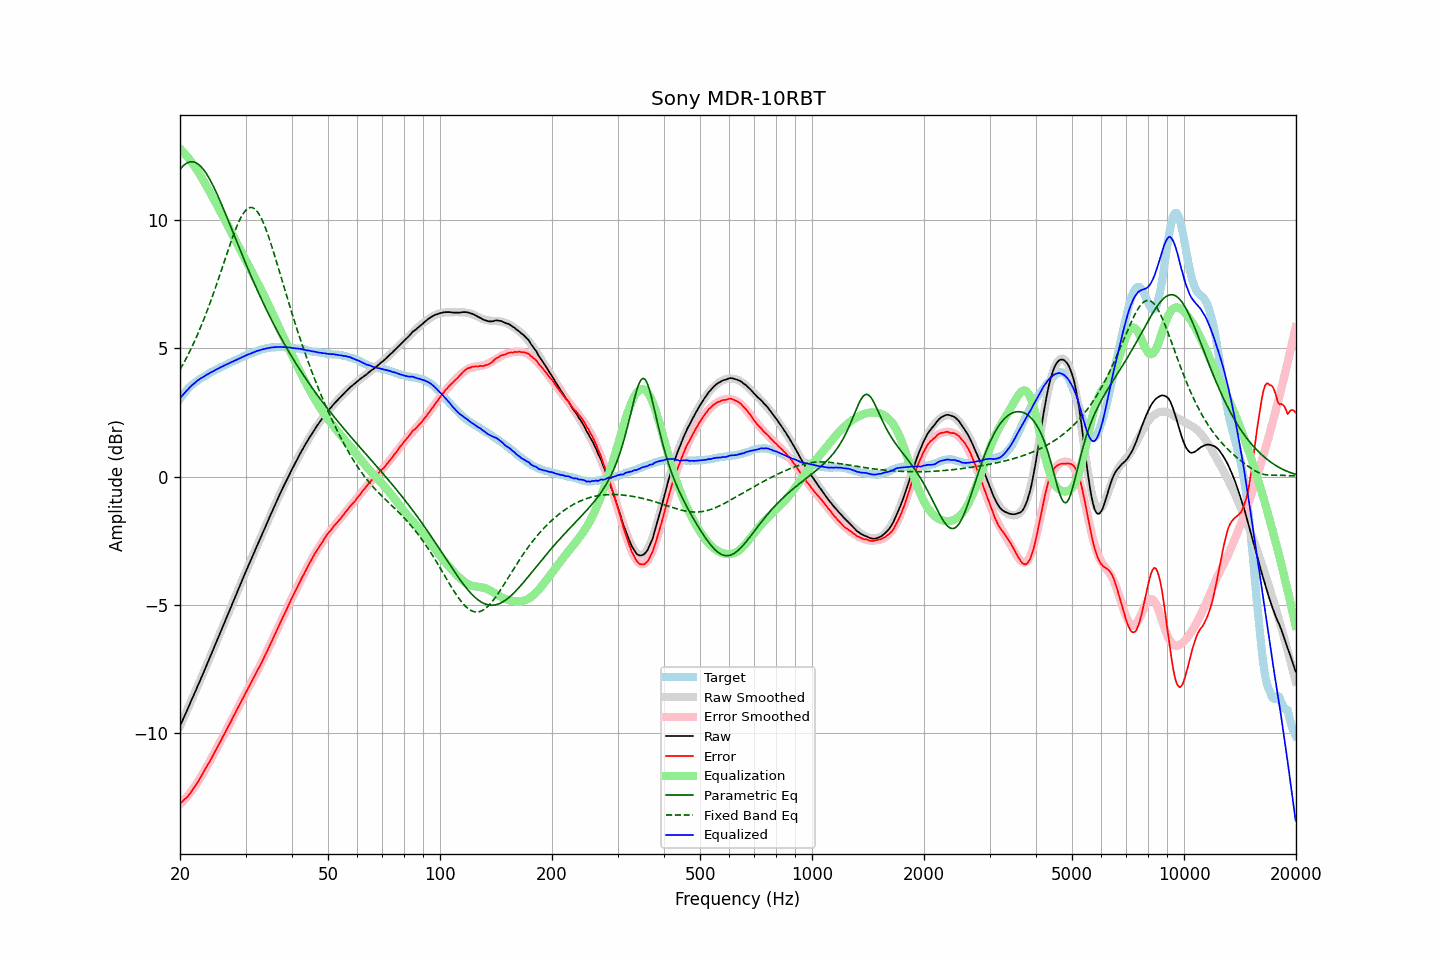 Sony MDR-10RBT
Amplitude (dBr)
10
5
0
−5
−10
Target
Raw Smoothed
Error Smoothed
Raw
Error
Equalization
Parametric Eq
Fixed Band Eq
Equalized
20
50
100
200
500
1000
2000
5000
10000
20000
Frequency (Hz)